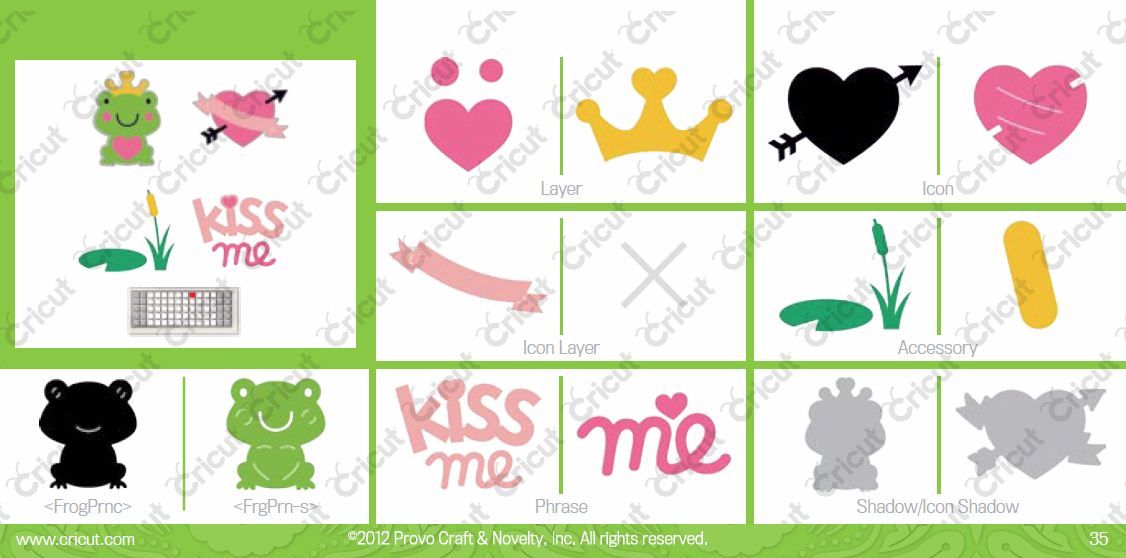 kiss
me
Layer
Icon
Icon Layer
Accessory
<FrogPrnc>
<FrgPrn-s>
kiss
me
me
Phrase
Shadow/Icon Shadow
www.cricut.com
©2012 Provo Craft & Novelty, Inc. All rights reserved.
35
Cricut